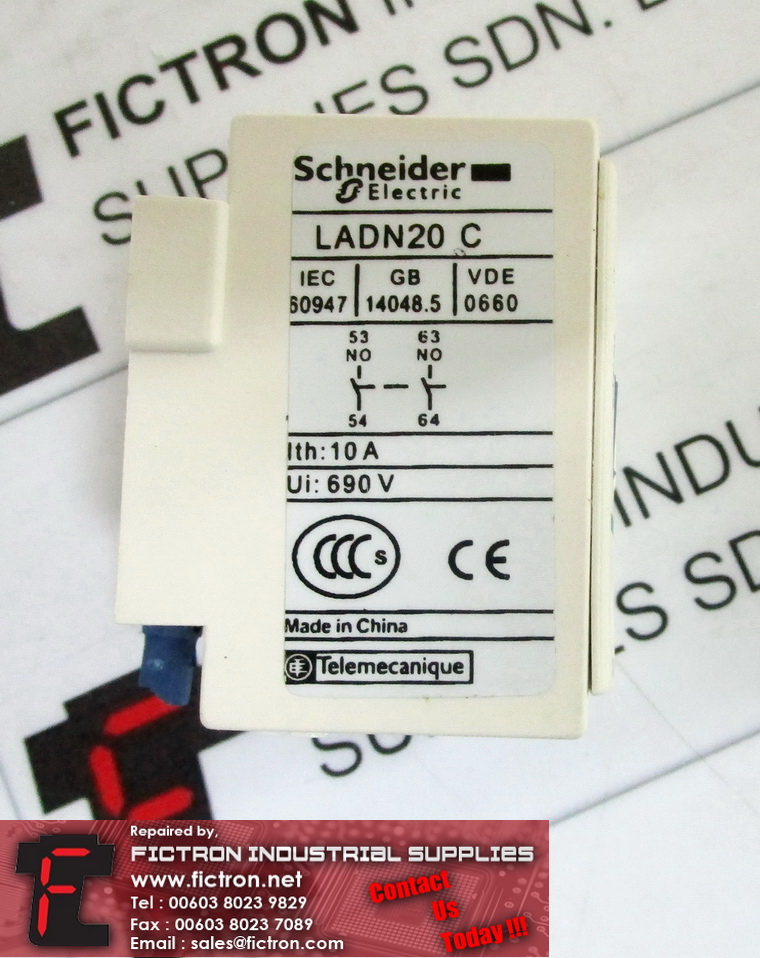 FICTRON
SUPPLIES SDN.
Schneider
Electric
LADN20 C
IEC GB VDE
60947 14048.5 0660
53 63
NO NO
54 64
Ith: 10 A
Ui: 690 V
CCC S CE
INDU
ES SD
Made in China
Telemecanique
SU
Repaired by,
FICTRON INDUSTRIAL SUPPLIES
www.fictron.net
Tel : 00603 8023 9829
Fax : 00603 8023 7089
Email : sales@fictron.com
Contact
Us
Today !!!